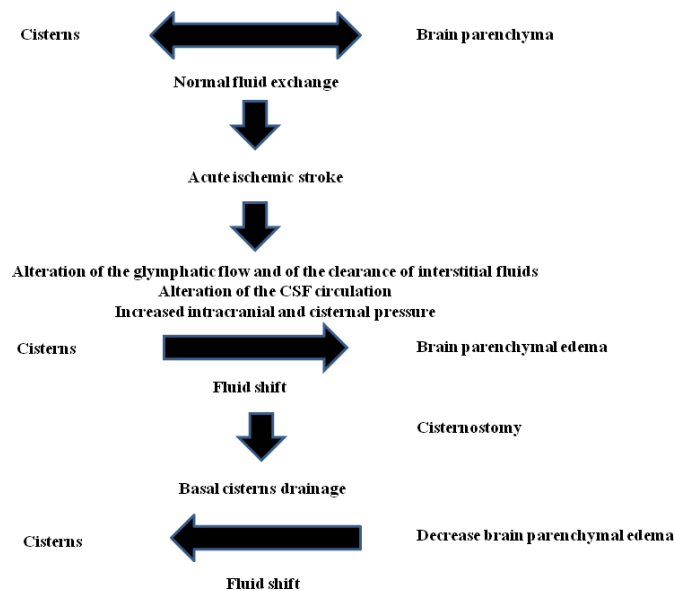 Cisterns
Brain parenchyma
Normal fluid exchange
Acute ischemic stroke
Alteration of the glymphatic flow and of the clearance of interstitial fluids
Alteration of the CSF circulation
Increased intracranial and cisternal pressure
Cisterns
Brain parenchymal edema
Fluid shift
Cisternostomy
Basal cisterns drainage
Cisterns
Decrease brain parenchymal edema
Fluid shift